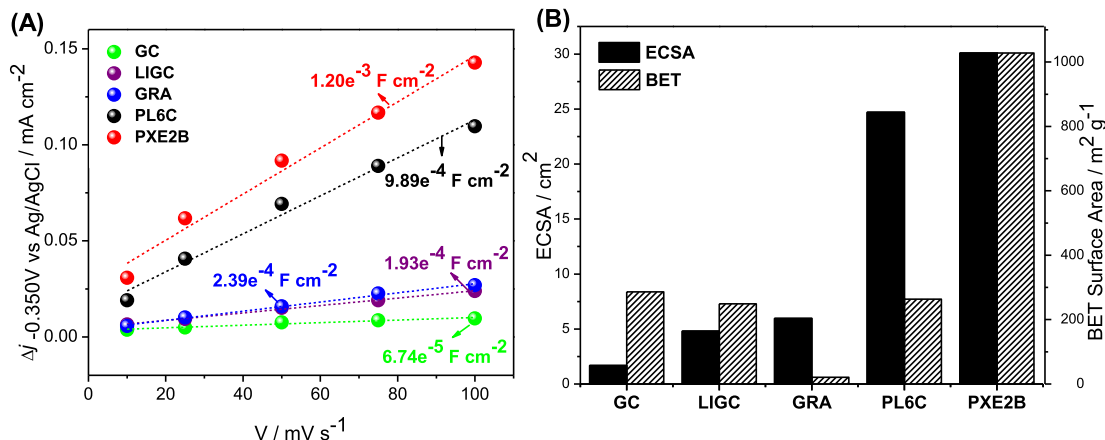 (A)
0.15
0.10
0.05
0.00
Δj -0.350V vs Ag/AgCl / mA cm-2
GC
LIGC
GRA
PL6C
PXE2B
1.20e-3 F cm-2
9.89e-4 F cm-2
1.93e-4 F cm-2
2.39e-4 F cm-2
6.74e-5 F cm-2
0 20 40 60 80 100
V / mV s-1
(B)
30
25
20
15
10
5
0
ECSA / cm2
ECSA
BET
1000
800
600
400
200
0
BET Surface Area / m2 g-1
GC LIGC GRA PL6C PXE2B